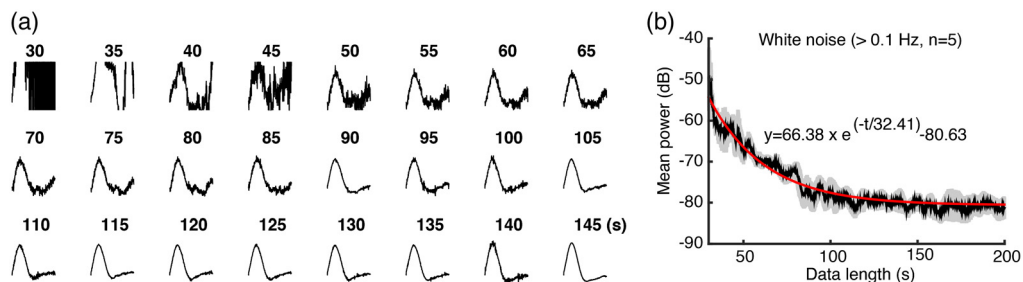 (a)
30 35 40 45 50 55 60 65
70 75 80 85 90 95 100 105
110 115 120 125 130 135 140 145 (s)
(b)
White noise (> 0.1 Hz, n=5)
y=66.38 x e(-t/32.41)-80.63
Mean power (dB)
-40
-50
-60
-70
-80
-90
50 100 150 200
Data length (s)